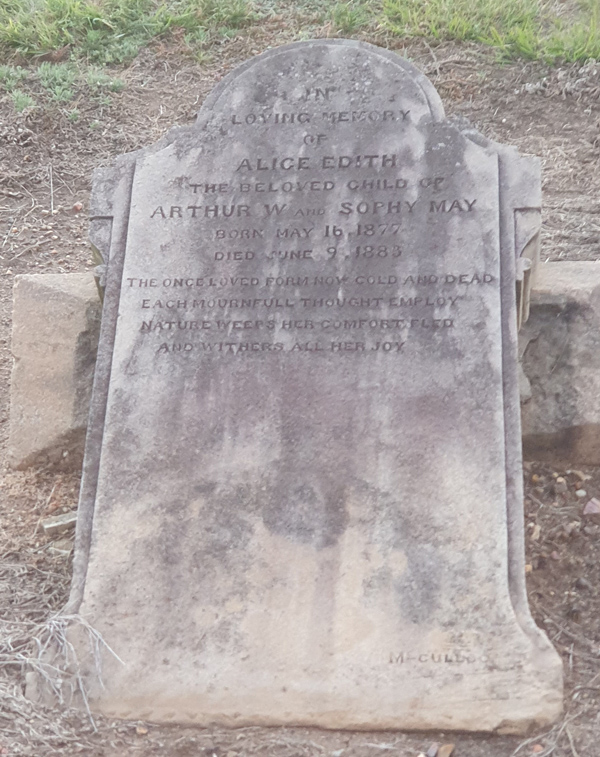 IN
LOVING MEMORY
OF
ALICE EDITH
THE BELOVED CHILD OF
ARTHUR W AND SOPHY MAY
BORN MAY 16, 1877
DIED JUNE 9, 1883
THE ONCE LOVED FORM NOW COLD AND DEAD
EACH MOURNFULL THOUGHT EMPLOY
NATURE WEEPS HER COMFORT FLED
AND WITHERS ALL HER JOY